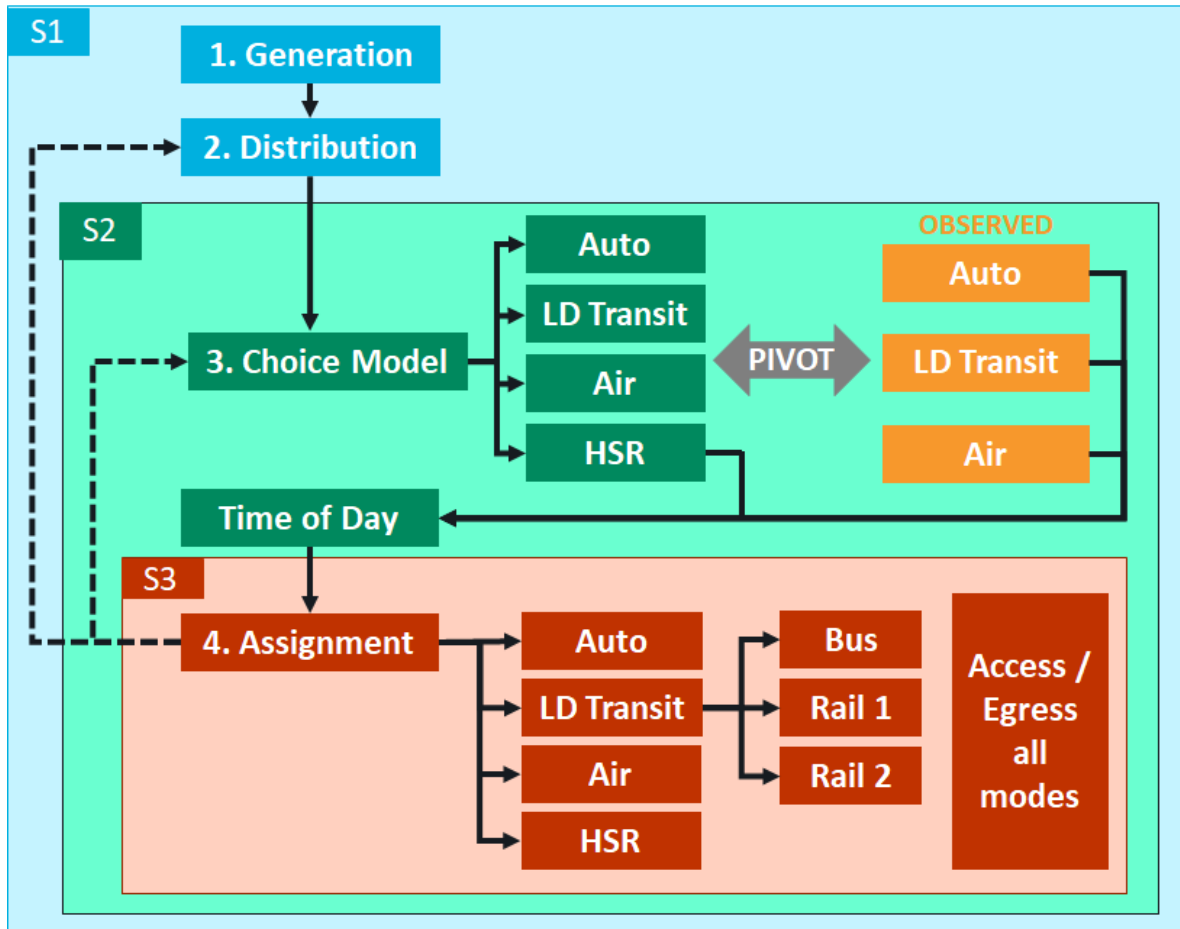 S1
1. Generation
2. Distribution
S2
Auto
LD Transit
Air
HSR
3. Choice Model
PIVOT
OBSERVED
Auto
LD Transit
Air
Time of Day
S3
4. Assignment
Auto
LD Transit
Air
HSR
Bus
Rail 1
Rail 2
Access /
Egress
all
modes